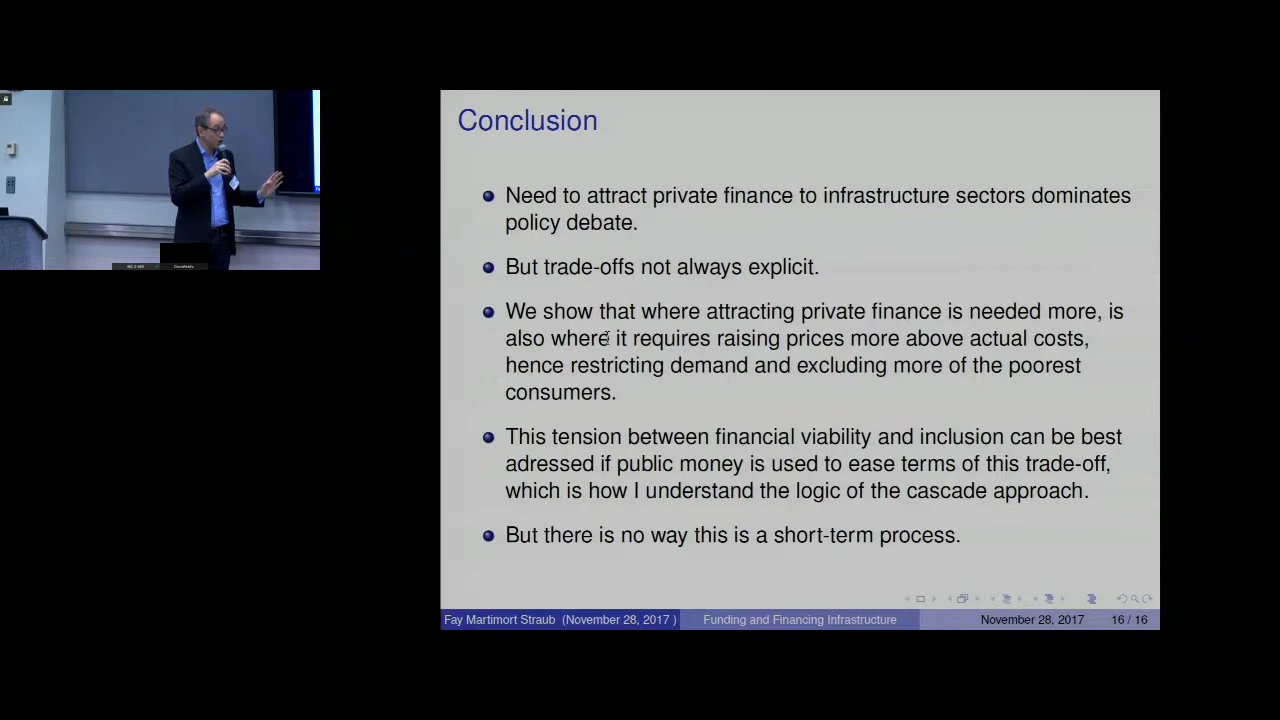 Conclusion
Need to attract private finance to infrastructure sectors dominates
policy debate.
But trade-offs not always explicit.
We show that where attracting private finance is needed more, is
also where it requires raising prices more above actual costs,
hence restricting demand and excluding more of the poorest
consumers.
This tension between financial viability and inclusion can be best
adressed if public money is used to ease terms of this trade-off,
which is how I understand the logic of the cascade approach.
But there is no way this is a short-term process.
Fay Martimort Straub (November 28, 2017 )
Funding and Financing Infrastructure
November 28, 2017
16 / 16